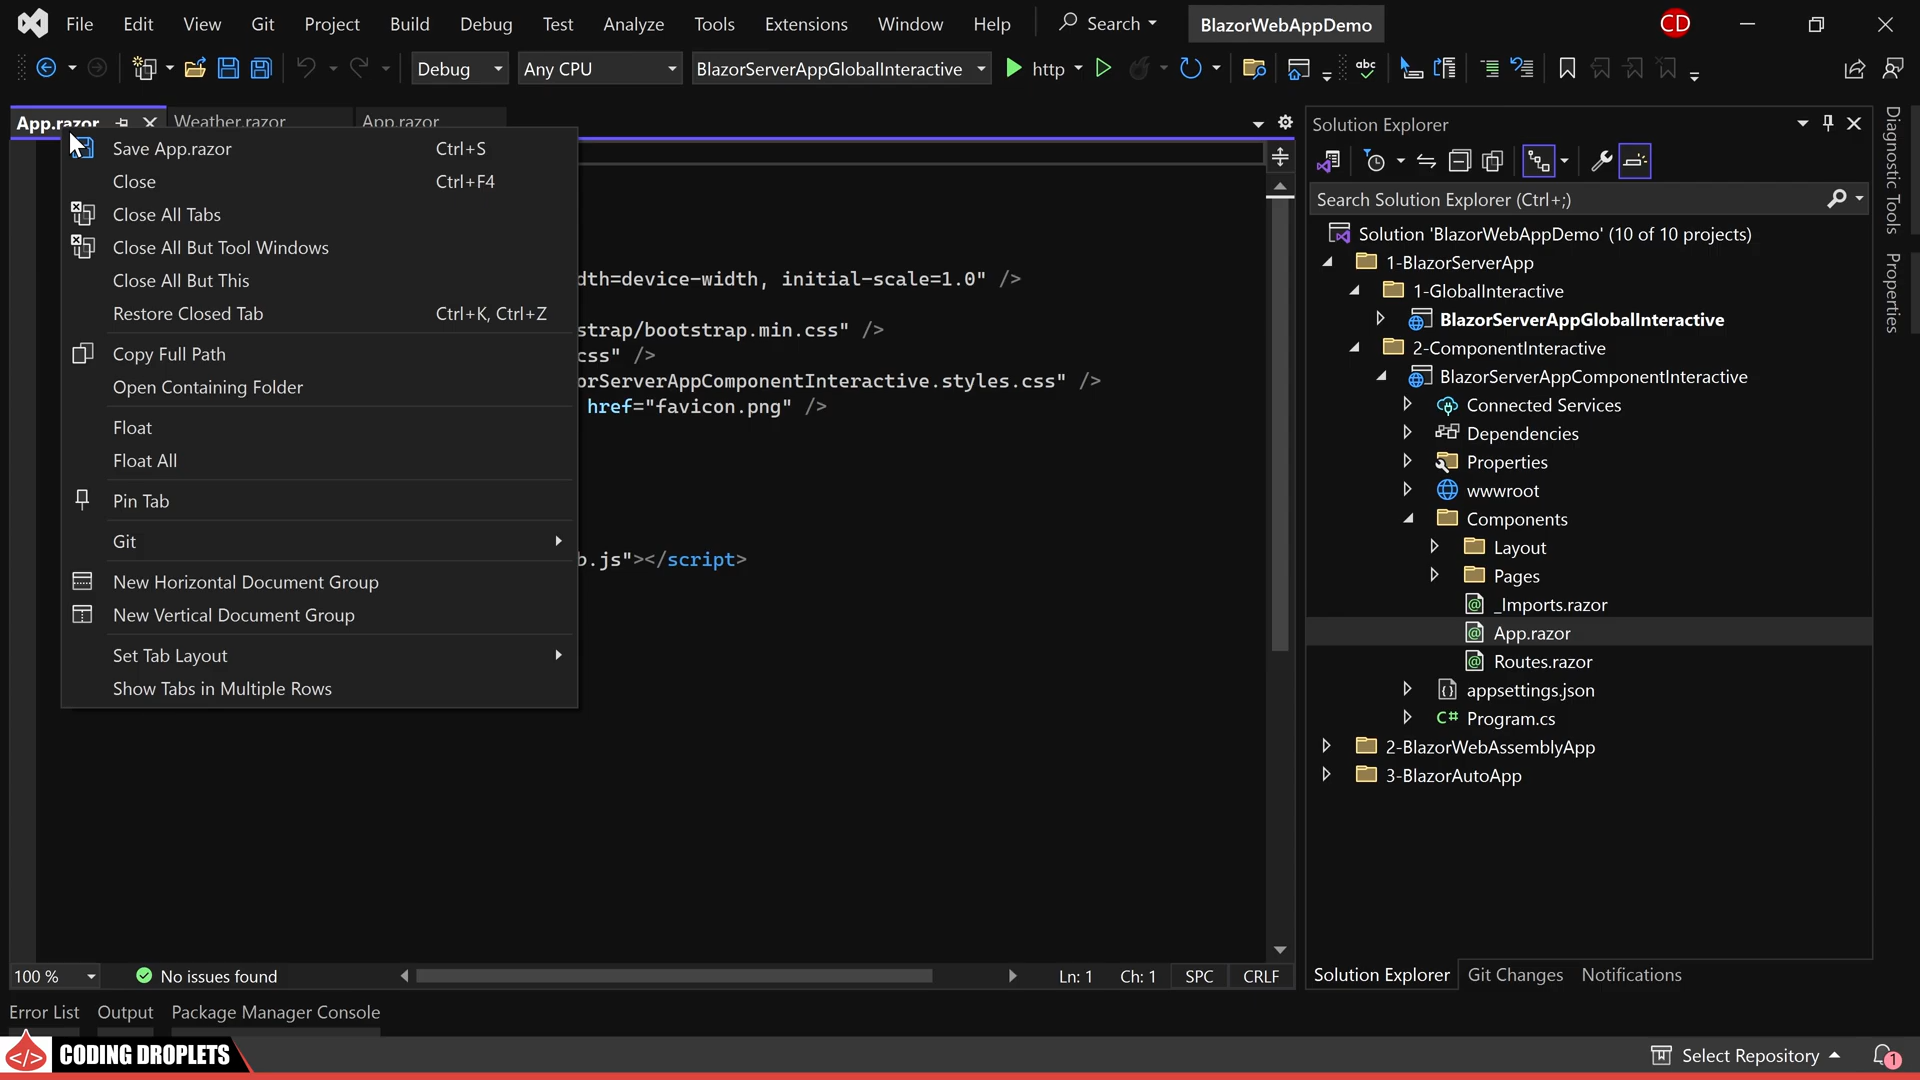 File Edit View Git Project Build Debug Test Analyze Tools Extensions Window Help Search BlazorWebAppDemo CD
Debug Any CPU BlazorServerAppGlobalInteractive http abc
App.razor Weather.razor App.razor
Save App.razor Ctrl+S
Close Ctrl+F4
Close All Tabs
Close All But Tool Windows
Close All But This
Restore Closed Tab Ctrl+K, Ctrl+Z
Copy Full Path
Open Containing Folder
Float
Float All
Pin Tab
Git
New Horizontal Document Group
New Vertical Document Group
Set Tab Layout
Show Tabs in Multiple Rows
dth=device-width, initial-scale=1.0" />
strap/bootstrap.min.css" />
css" />
orServerAppComponentInteractive.styles.css" />
href="favicon.png" />
b.js"></script>
Solution Explorer
Search Solution Explorer (Ctrl+;)
Solution 'BlazorWebAppDemo' (10 of 10 projects)
1-BlazorServerApp
1-GlobalInteractive
BlazorServerAppGlobalInteractive
2-ComponentInteractive
BlazorServerAppComponentInteractive
Connected Services
Dependencies
Properties
wwwroot
Components
Layout
Pages
_Imports.razor
App.razor
Routes.razor
appsettings.json
C# Program.cs
2-BlazorWebAssemblyApp
3-BlazorAutoApp
Diagnostic Tools
Properties
100 % No issues found Ln: 1 Ch: 1 SPC CRLF
Solution Explorer Git Changes Notifications
Error List Output Package Manager Console
CODING DROPLETS
Select Repository 1